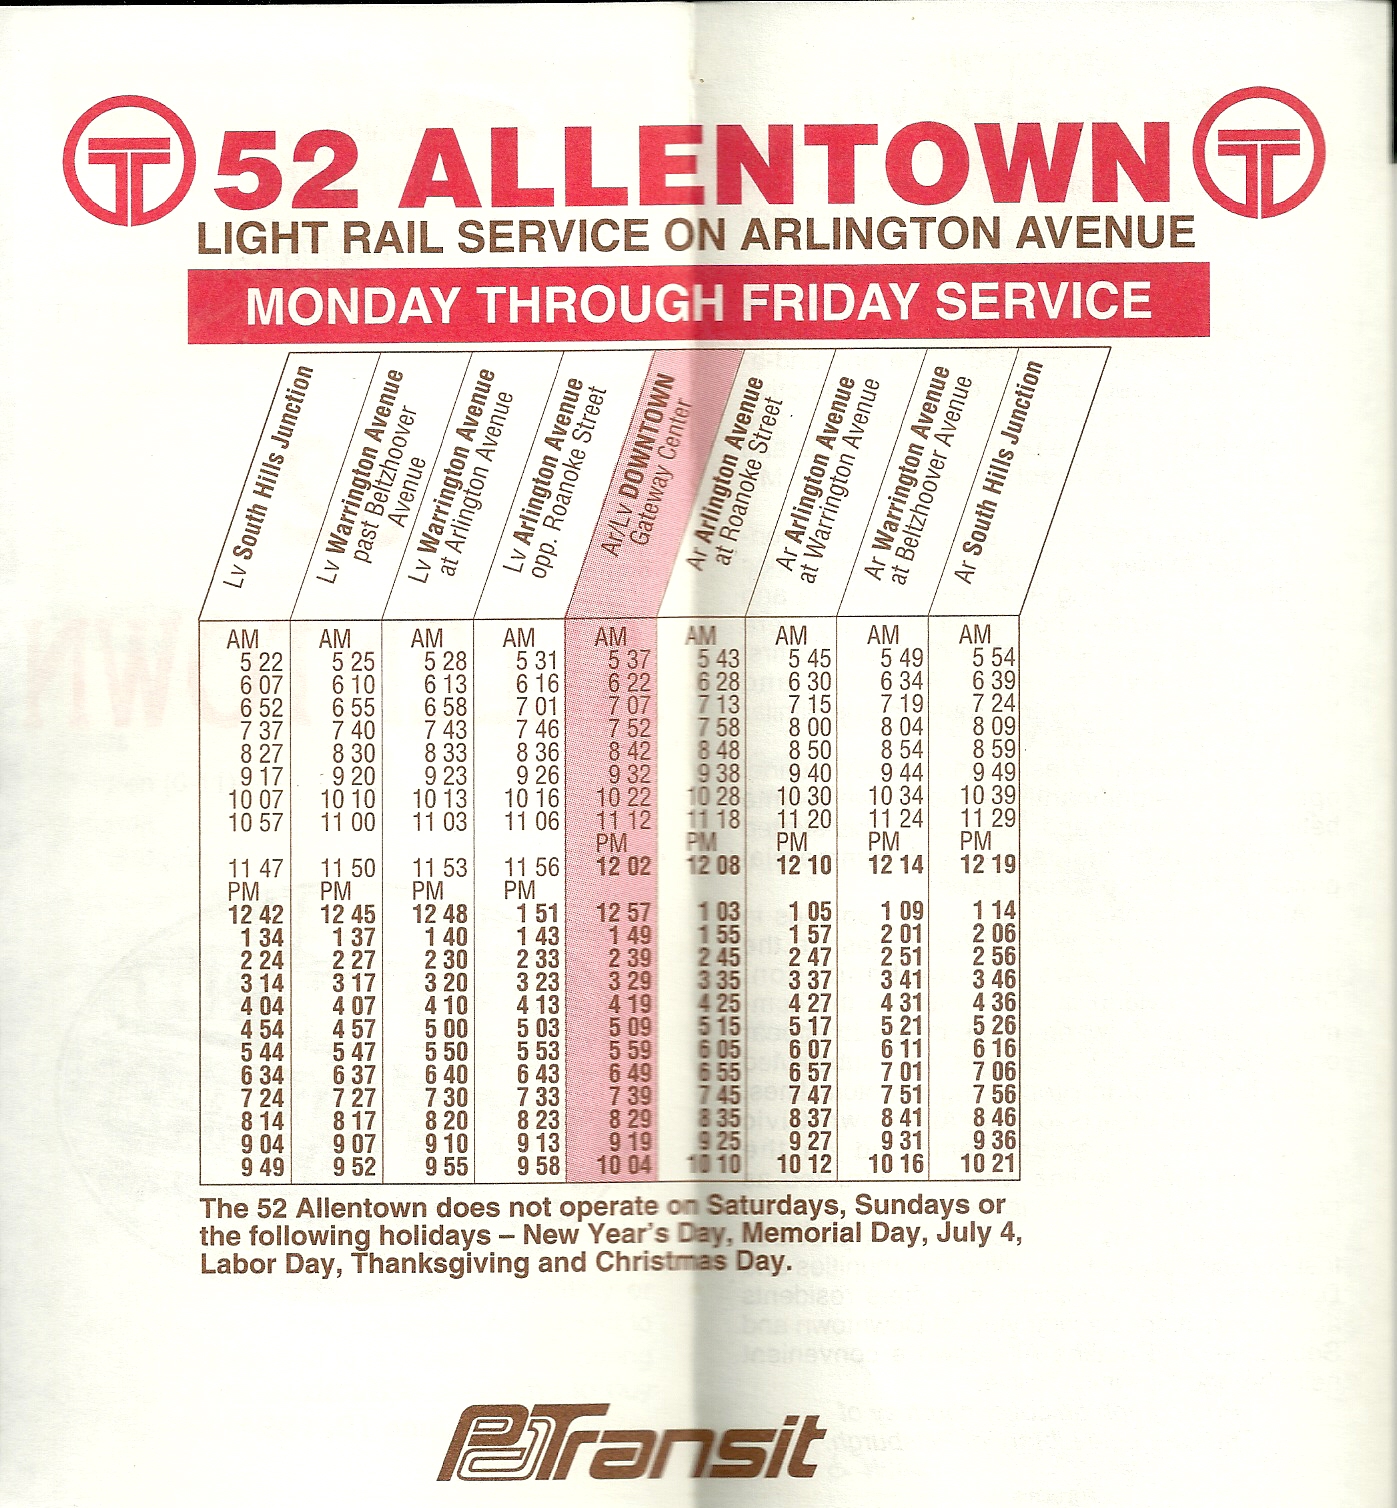 T 52 ALLENTOWN T
LIGHT RAIL SERVICE ON ARLINGTON AVENUE
MONDAY THROUGH FRIDAY SERVICE
Lv South Hills Junction
Lv Warrington Avenue
past Beltzhoover
Avenue
Lv Warrington Avenue
at Arlington Avenue
Lv Arlington Avenue
opp. Roanoke Street
Ar/Lv DOWNTOWN
Gateway Center
Ar Arlington Avenue
at Roanoke Street
Ar Arlington Avenue
at Warrington Avenue
Ar Warrington Avenue
at Beltzhoover Avenue
Ar South Hills Junction
AM AM AM AM AM AM AM AM AM
5 22 5 25 5 28 5 31 5 37 5 43 5 45 5 49 5 54
6 07 6 10 6 13 6 16 6 22 6 28 6 30 6 34 6 39
6 52 6 55 6 58 7 01 7 07 7 13 7 15 7 19 7 24
7 37 7 40 7 43 7 46 7 52 7 58 8 00 8 04 8 09
8 27 8 30 8 33 8 36 8 42 8 48 8 50 8 54 8 59
9 17 9 20 9 23 9 26 9 32 9 38 9 40 9 44 9 49
10 07 10 10 10 13 10 16 10 22 10 28 10 30 10 34 10 39
10 57 11 00 11 03 11 06 11 12 11 18 11 20 11 24 11 29
PM PM PM PM PM
11 47 11 50 11 53 11 56 12 02 12 08 12 10 12 14 12 19
PM PM PM PM
12 42 12 45 12 48 1 51 12 57 1 03 1 05 1 09 1 14
1 34 1 37 1 40 1 43 1 49 1 55 1 57 2 01 2 06
2 24 2 27 2 30 2 33 2 39 2 45 2 47 2 51 2 56
3 14 3 17 3 20 3 23 3 29 3 35 3 37 3 41 3 46
4 04 4 07 4 10 4 13 4 19 4 25 4 27 4 31 4 36
4 54 4 57 5 00 5 03 5 09 5 15 5 17 5 21 5 26
5 44 5 47 5 50 5 53 5 59 6 05 6 07 6 11 6 16
6 34 6 37 6 40 6 43 6 49 6 55 6 57 7 01 7 06
7 24 7 27 7 30 7 33 7 39 7 45 7 47 7 51 7 56
8 14 8 17 8 20 8 23 8 29 8 35 8 37 8 41 8 46
9 04 9 07 9 10 9 13 9 19 9 25 9 27 9 31 9 36
9 49 9 52 9 55 9 58 10 04 10 10 10 12 10 16 10 21
The 52 Allentown does not operate on Saturdays, Sundays or
the following holidays – New Year's Day, Memorial Day, July 4,
Labor Day, Thanksgiving and Christmas Day.
PATransit